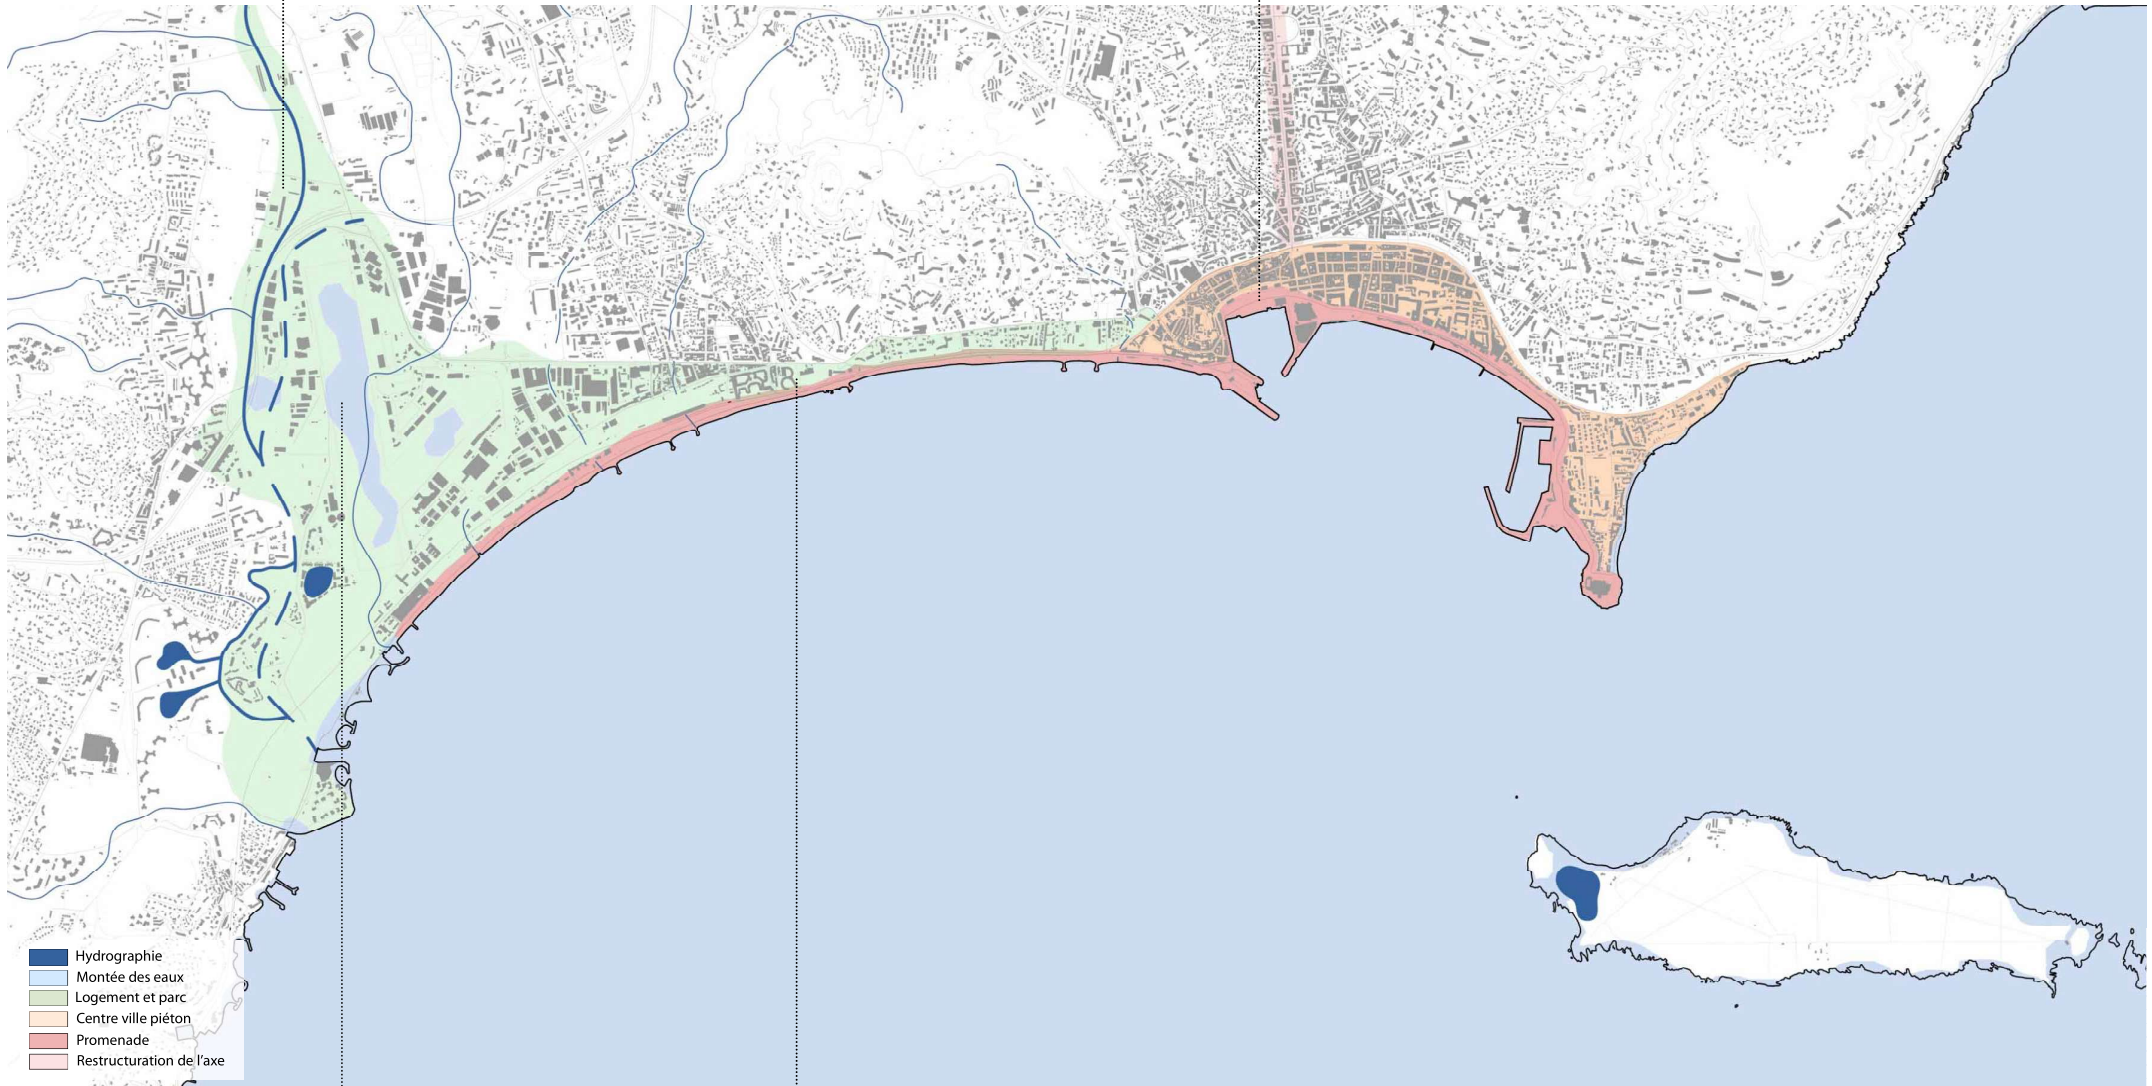 Hydrographie
Montée des eaux
Logement et parc
Centre ville piéton
Promenade
Restructuration de l'axe